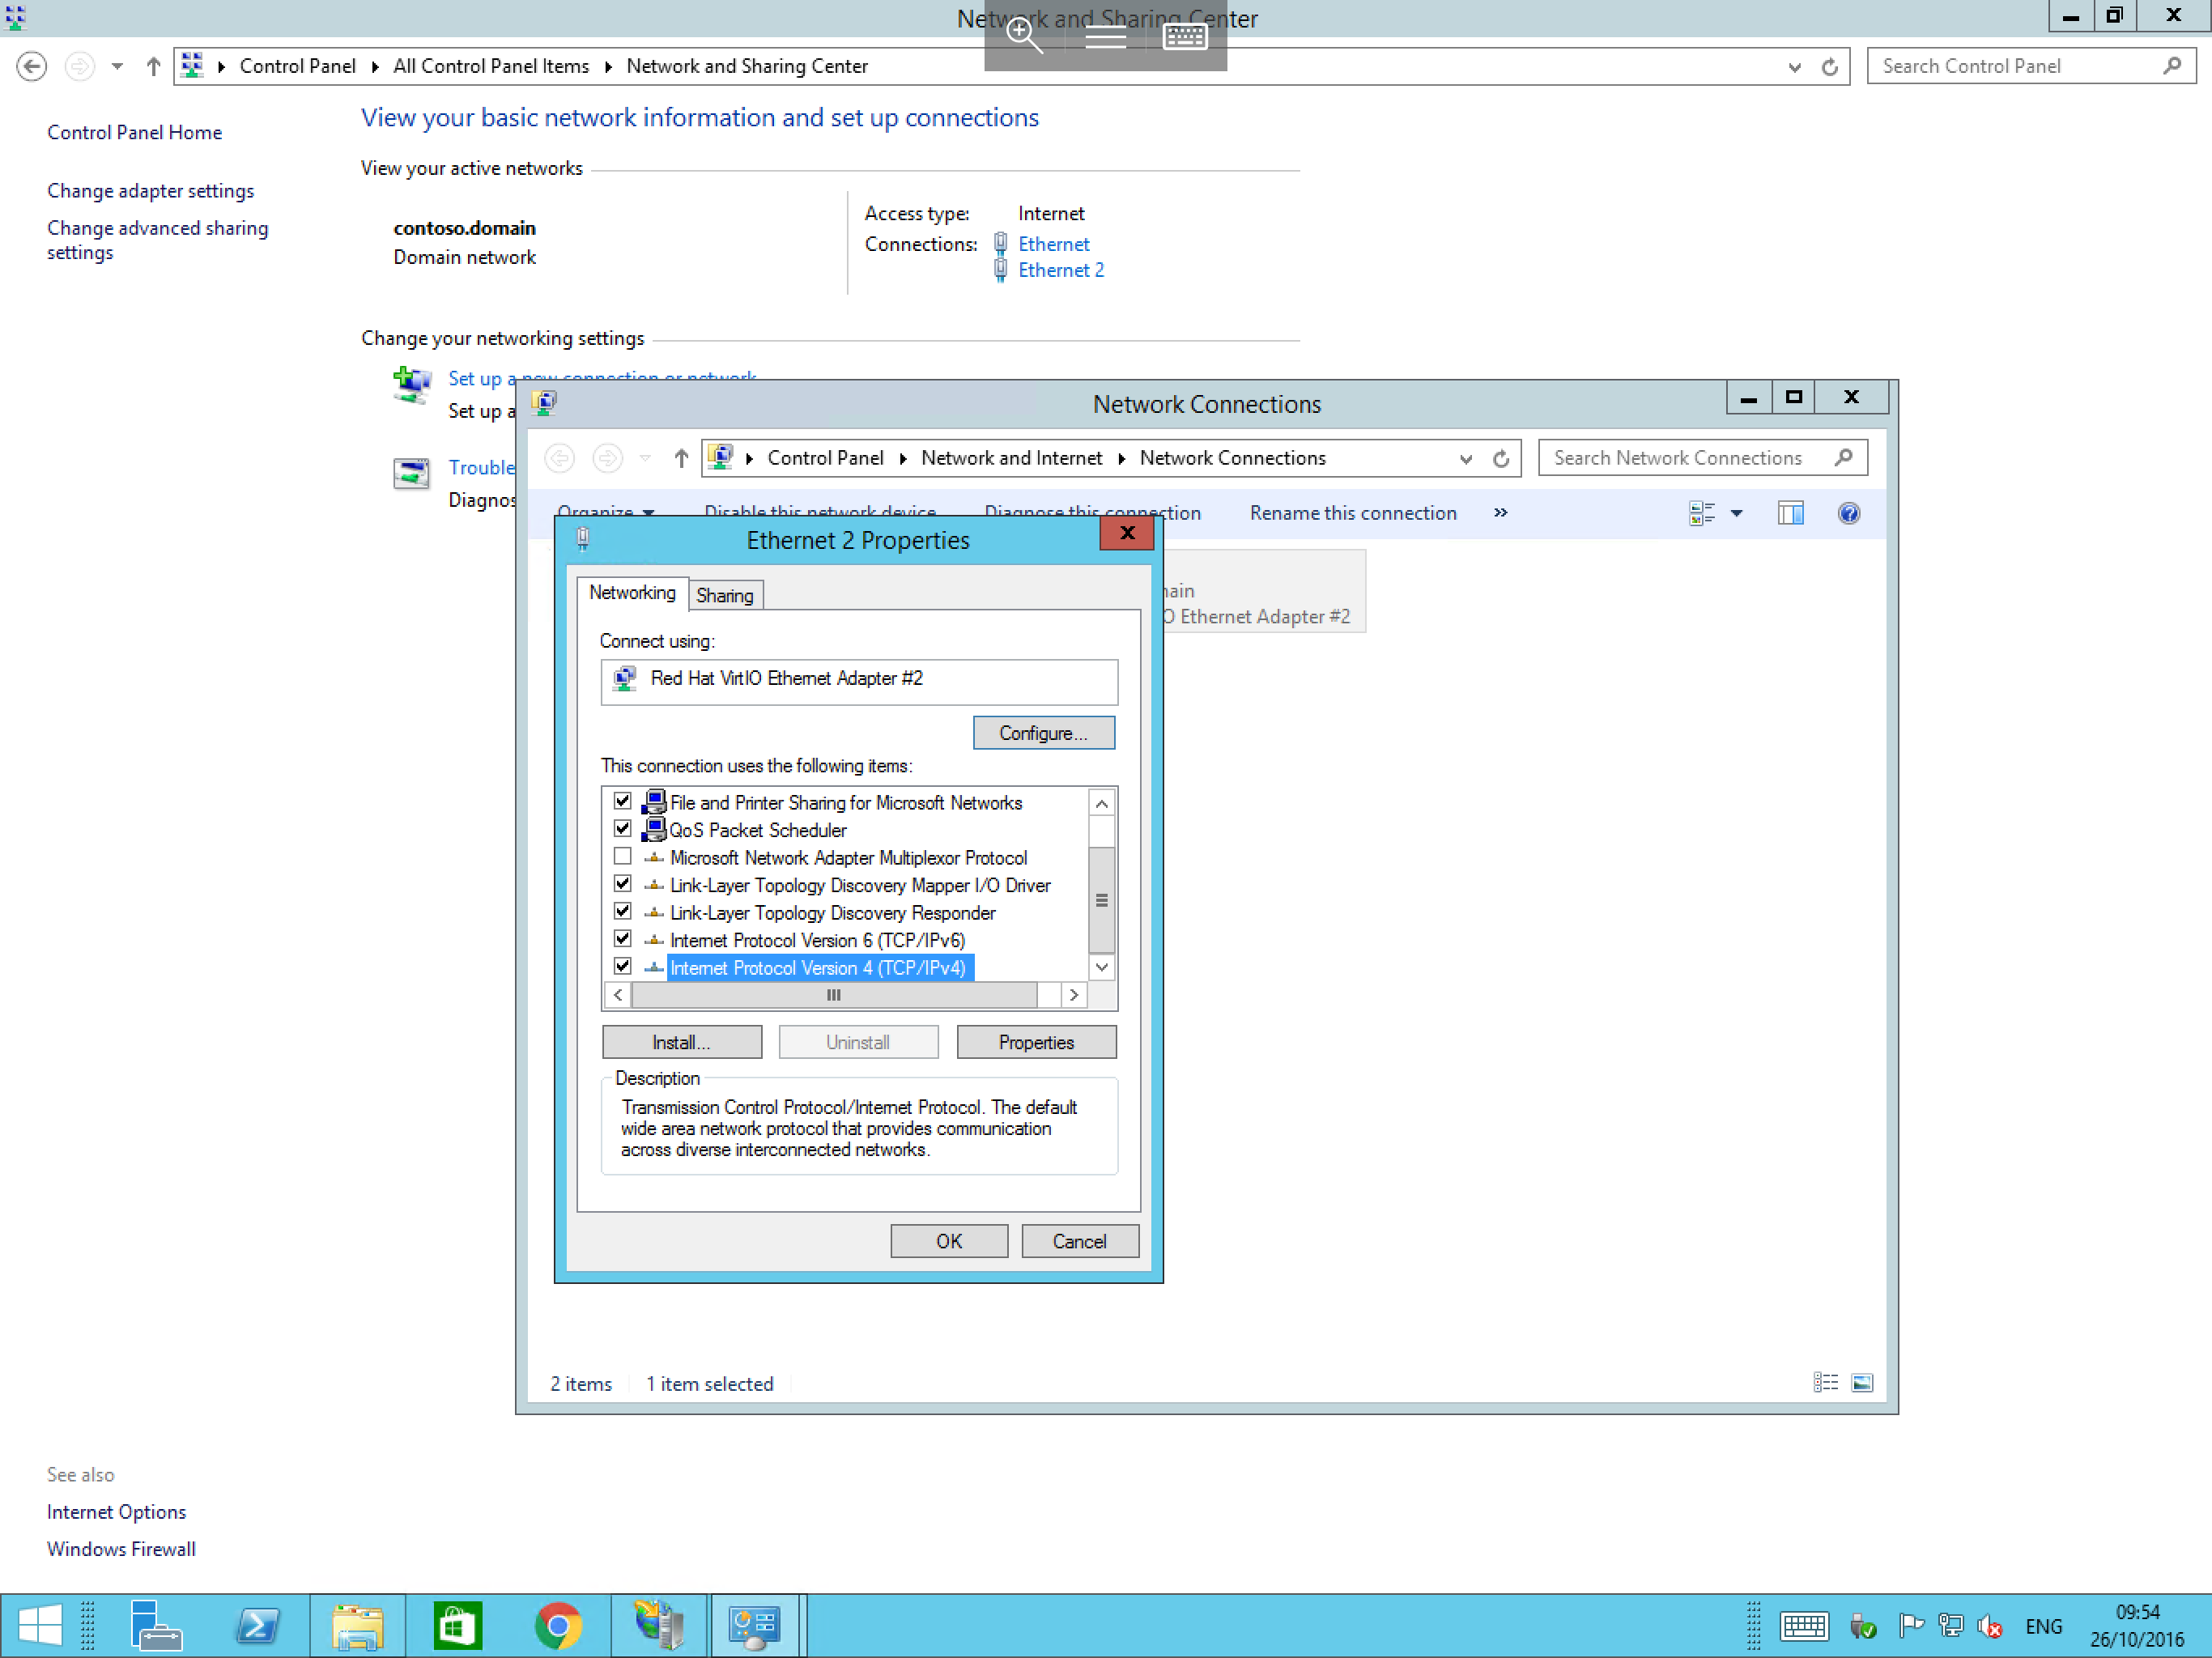 Network and Sharing Center
Control Panel All Control Panel Items Network and Sharing Center
Search Control Panel
Control Panel Home
Change adapter settings
Change advanced sharing
settings
View your basic network information and set up connections
View your active networks
contoso.domain
Domain network
Access type: Internet
Connections: Ethernet
Ethernet 2
Change your networking settings
Set up a new connection or network
Set up a
Trouble
Diagnos
Network Connections
Control Panel Network and Internet Network Connections
Search Network Connections
Organize Disable this network device Diagnose this connection Rename this connection »
main
O Ethernet Adapter #2
Ethernet 2 Properties
Networking Sharing
Connect using:
Red Hat VirtIO Ethernet Adapter #2
Configure...
This connection uses the following items:
File and Printer Sharing for Microsoft Networks
QoS Packet Scheduler
Microsoft Network Adapter Multiplexor Protocol
Link-Layer Topology Discovery Mapper I/O Driver
Link-Layer Topology Discovery Responder
Internet Protocol Version 6 (TCP/IPv6)
Internet Protocol Version 4 (TCP/IPv4)
Install... Uninstall Properties
Description
Transmission Control Protocol/Internet Protocol. The default
wide area network protocol that provides communication
across diverse interconnected networks.
OK Cancel
2 items 1 item selected
See also
Internet Options
Windows Firewall
ENG
09:54
26/10/2016